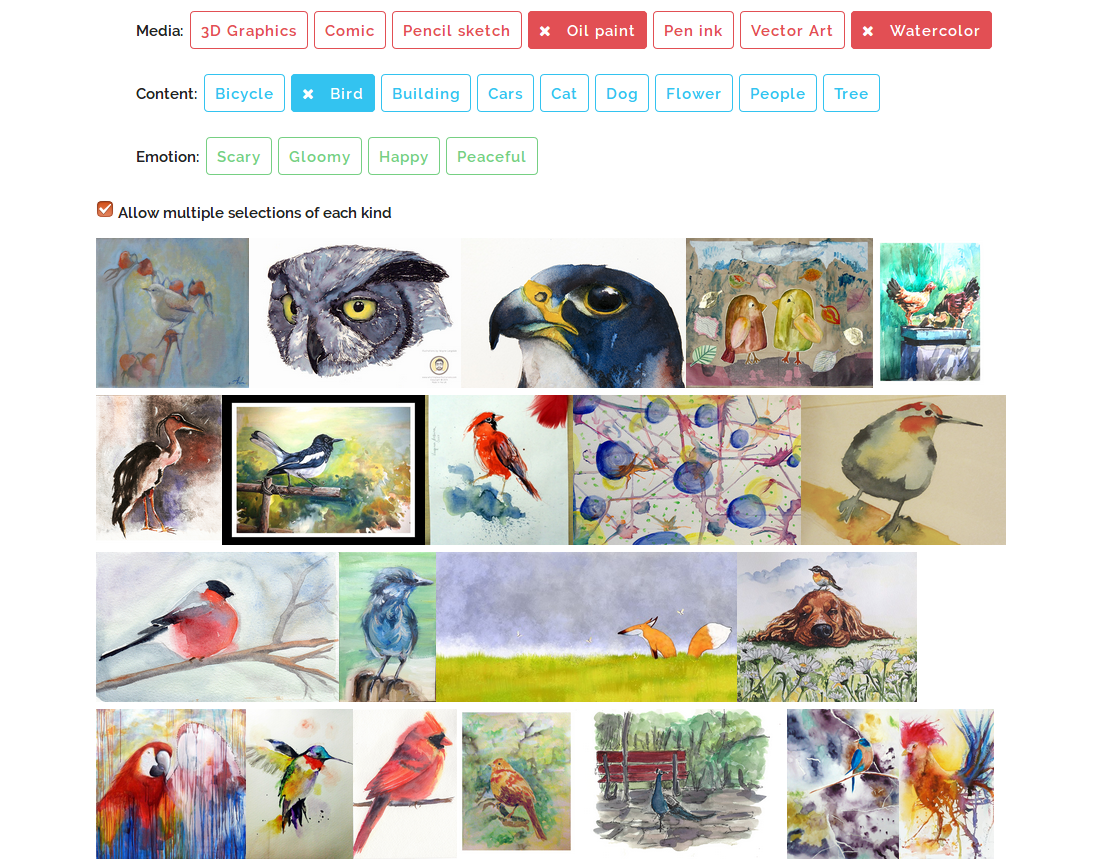 Media: 3D Graphics Comic Pencil sketch Oil paint Pen ink Vector Art Watercolor
Content: Bicycle Bird Building Cars Cat Dog Flower People Tree
Emotion: Scary Gloomy Happy Peaceful
Allow multiple selections of each kind